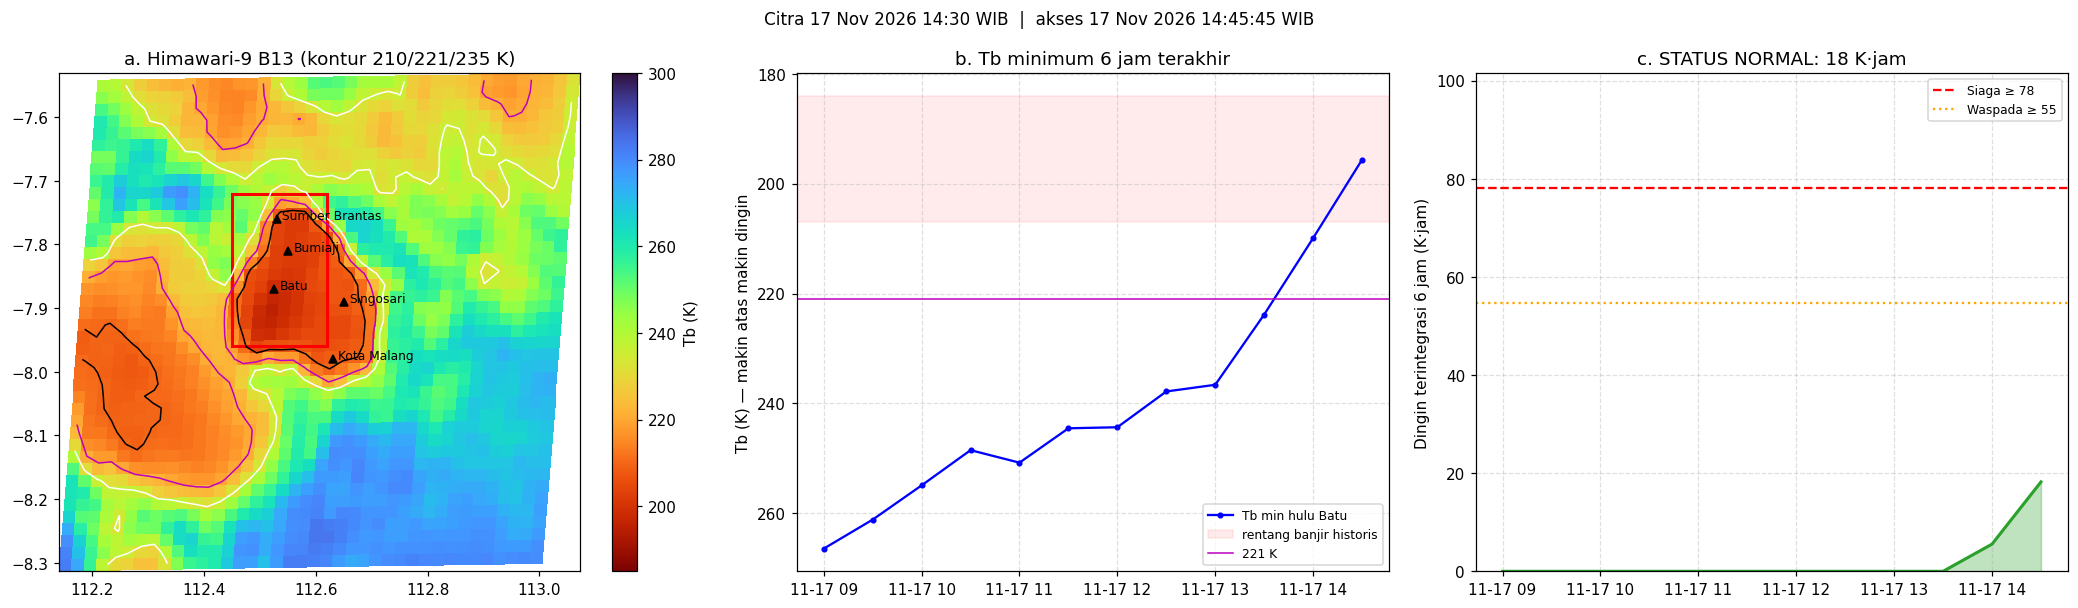 Citra 17 Nov 2026 14:30 WIB | akses 17 Nov 2026 14:45:45 WIB
a. Himawari-9 B13 (kontur 210/221/235 K)
−7.6
−7.7
−7.8
−7.9
−8.0
−8.1
−8.2
−8.3
112.2
112.4
112.6
112.8
113.0
Sumber Brantas
Bumiaji
Batu
Singosari
Kota Malang
300
280
260
240
220
200
Tb (K)
b. Tb minimum 6 jam terakhir
Tb (K) — makin atas makin dingin
180
200
220
240
260
11-17 09
11-17 10
11-17 11
11-17 12
11-17 13
11-17 14
Tb min hulu Batu
rentang banjir historis
221 K
c. STATUS NORMAL: 18 K·jam
Dingin terintegrasi 6 jam (K·jam)
100
80
60
40
20
0
11-17 09
11-17 10
11-17 11
11-17 12
11-17 13
11-17 14
Siaga ≥ 78
Waspada ≥ 55